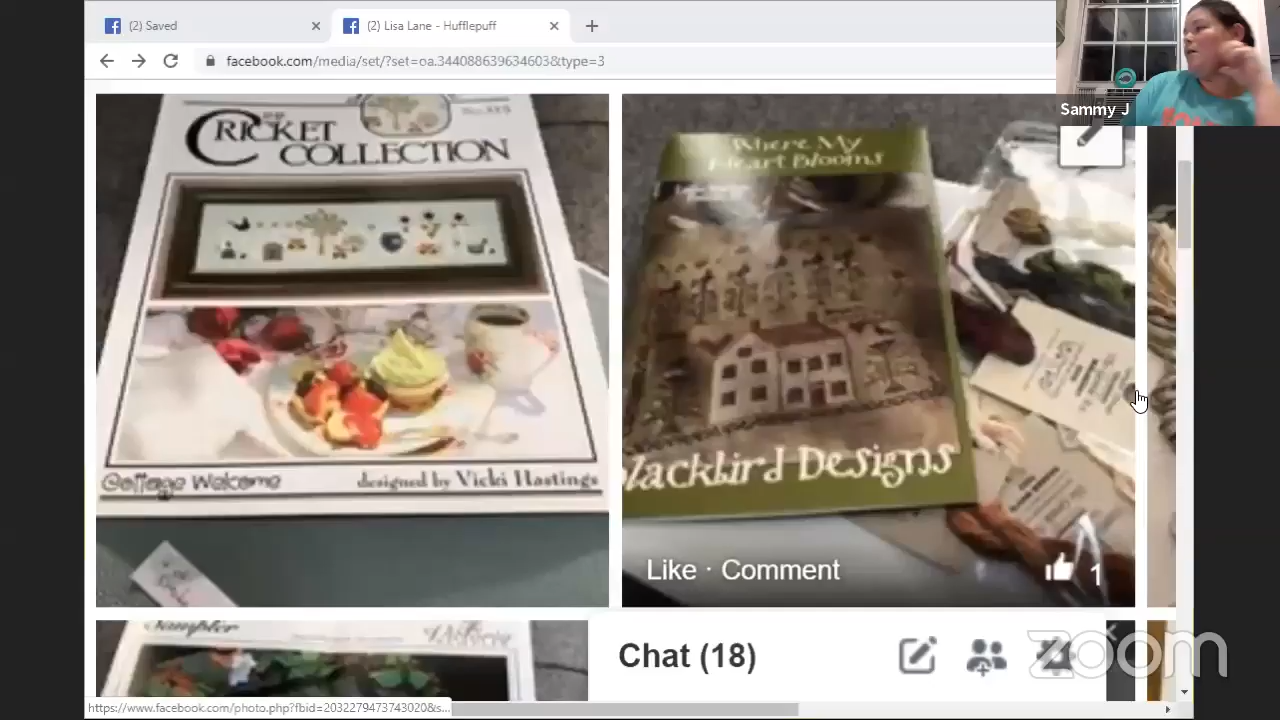 (2) Saved
(2) Lisa Lane - Hufflepuff
facebook.com/media/set/?set=oa.344088639634603&type=3
Sammy J
CRICKET
COLLECTION
Cottage Welcome
designed by Vicki Hastings
Where My
Heart Blooms
lackbird Designs
Like · Comment
1
Sampler
Chat (18)
zoom
https://www.facebook.com/photo.php?fbid=2032279473743020&s...